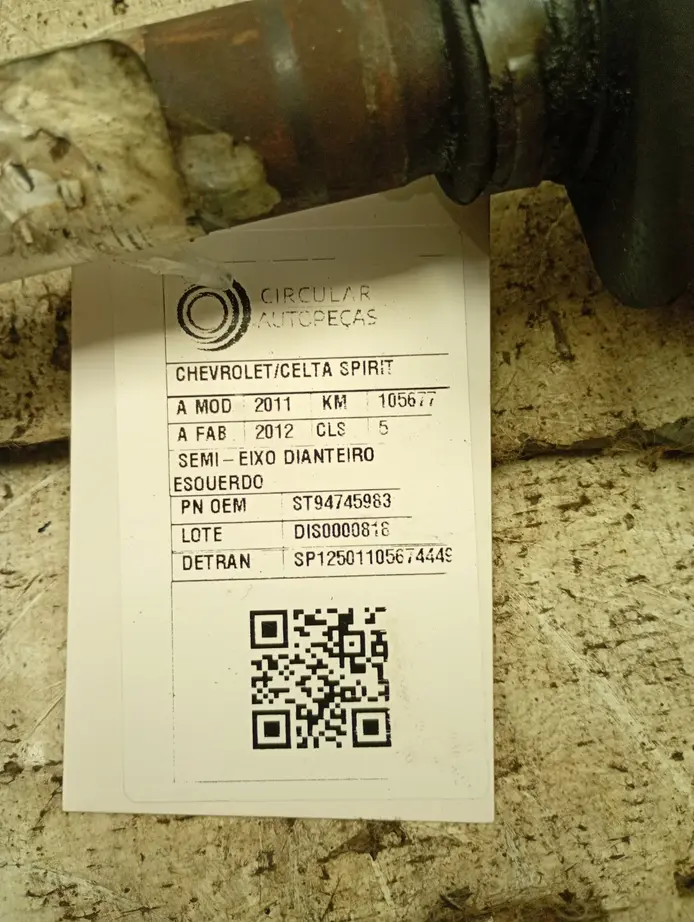 CIRCULAR
AUTOPEÇAS
CHEVROLET/CELTA SPIRIT
A MOD 2011 KM 105677
A FAB 2012 CLS 5
SEMI-EIXO DIANTEIRO
ESQUERDO
PN OEM ST94745983
LOTE DIS0000818
DETRAN SP12501105674449